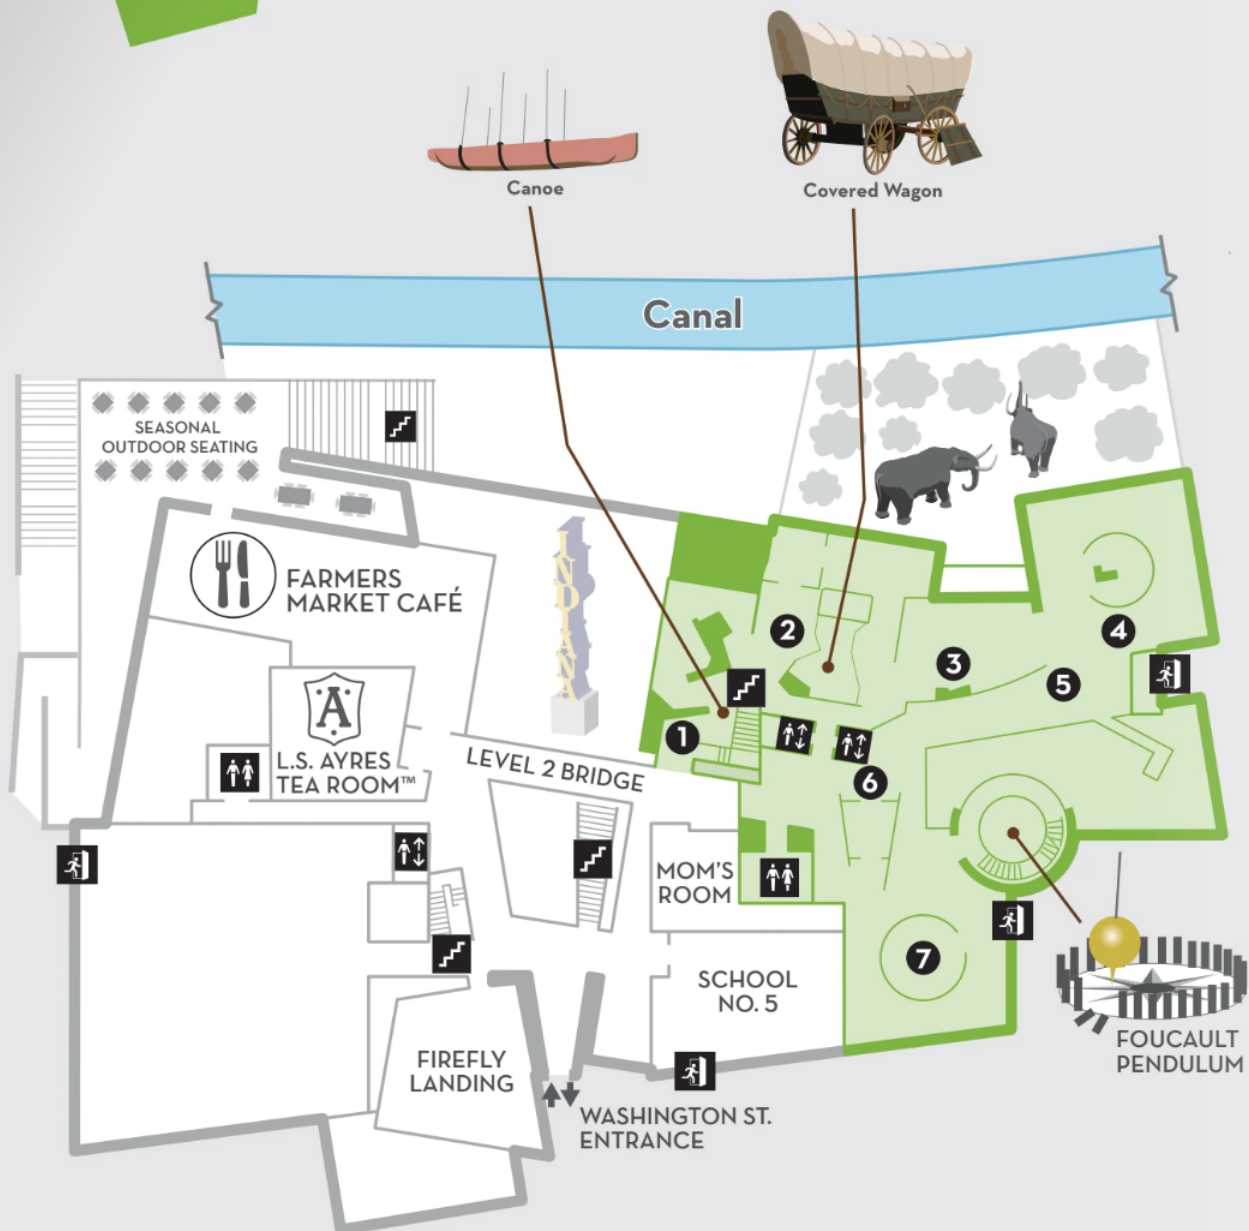 Canoe
Covered Wagon
Canal
SEASONAL
OUTDOOR SEATING
FARMERS
MARKET CAFÉ
INDIANA
2
4
3
5
A
L.S. AYRES
TEA ROOM™
1
LEVEL 2 BRIDGE
6
MOM'S
ROOM
7
SCHOOL
NO. 5
FOUCAULT
PENDULUM
FIREFLY
LANDING
WASHINGTON ST.
ENTRANCE